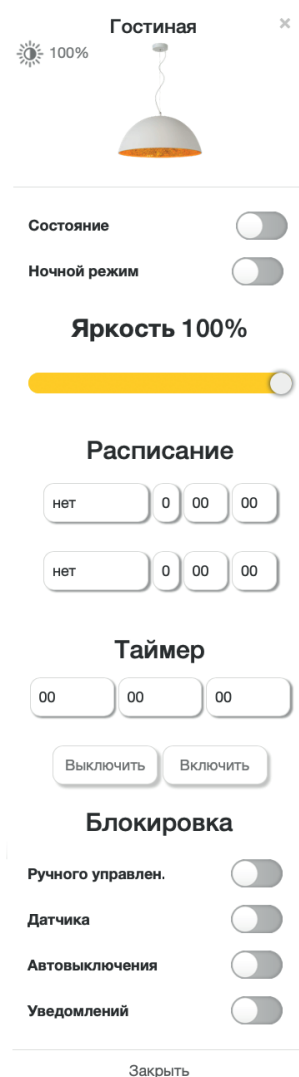 Гостиная ×
100%
Состояние
Ночной режим
Яркость 100%
Расписание
нет 0 00 00
нет 0 00 00
Таймер
00 00 00
Выключить Включить
Блокировка
Ручного управлен.
Датчика
Автовыключения
Уведомлений
Закрыть